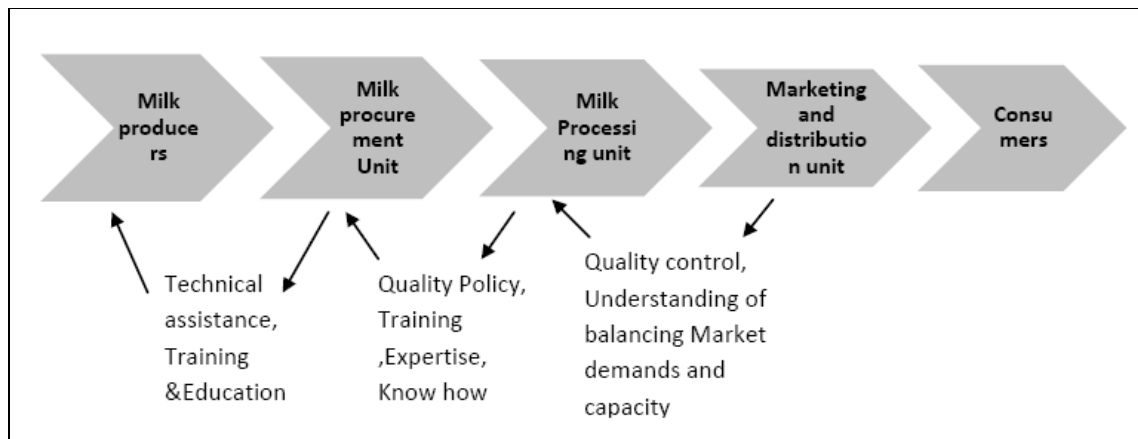 Milk
produce
rs
Milk
procure
ment
Unit
Milk
Processi
ng unit
Marketing
and
distributio
n unit
Consu
mers
Technical
assistance,
Training
&Education
Quality Policy,
Training
,Expertise,
Know how
Quality control,
Understanding of
balancing Market
demands and
capacity